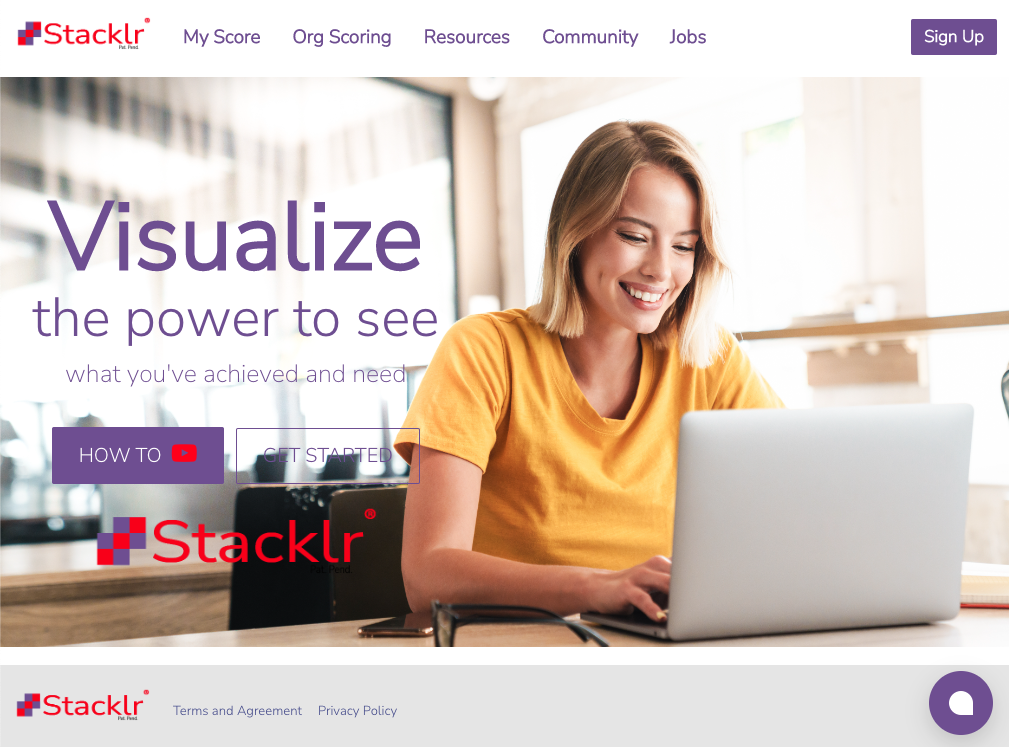 Stacklr®
Pat. Pend.
My Score
Org Scoring
Resources
Community
Jobs
Sign Up
Visualize
the power to see
what you've achieved and need
HOW TO
GET STARTED
Stacklr®
Pat. Pend.
Stacklr®
Pat. Pend.
Terms and Agreement
Privacy Policy